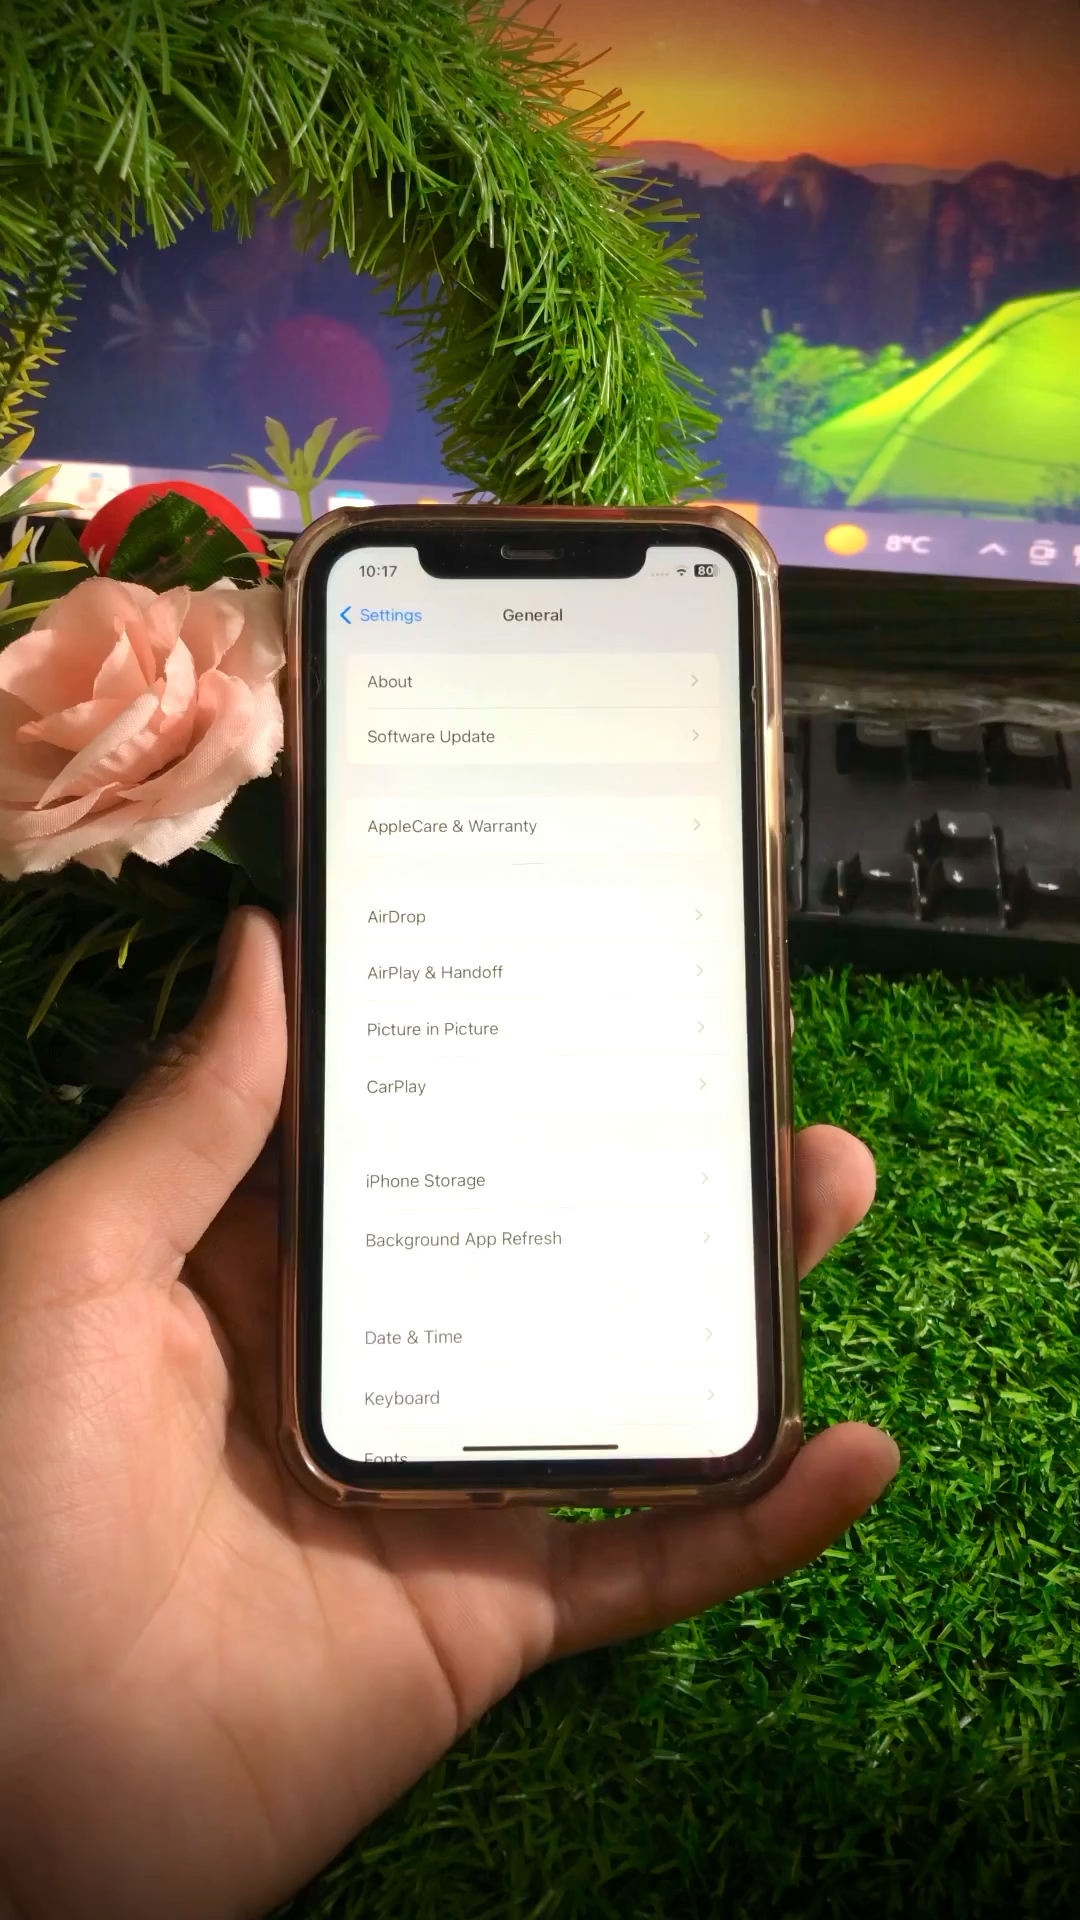 8°C
10:17
80
Settings
General
About
Software Update
AppleCare & Warranty
AirDrop
AirPlay & Handoff
Picture in Picture
CarPlay
iPhone Storage
Background App Refresh
Date & Time
Keyboard
Fonts